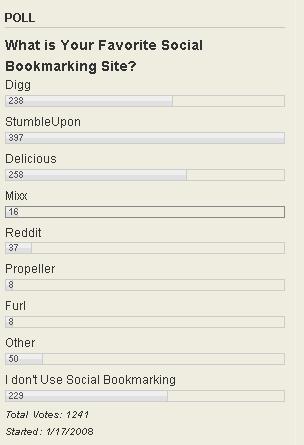 POLL
What is Your Favorite Social
Bookmarking Site?
Digg
238
StumbleUpon
397
Delicious
258
Mixx
16
Reddit
37
Propeller
8
Furl
8
Other
50
I don't Use Social Bookmarking
229
Total Votes: 1241
Started: 1/17/2008